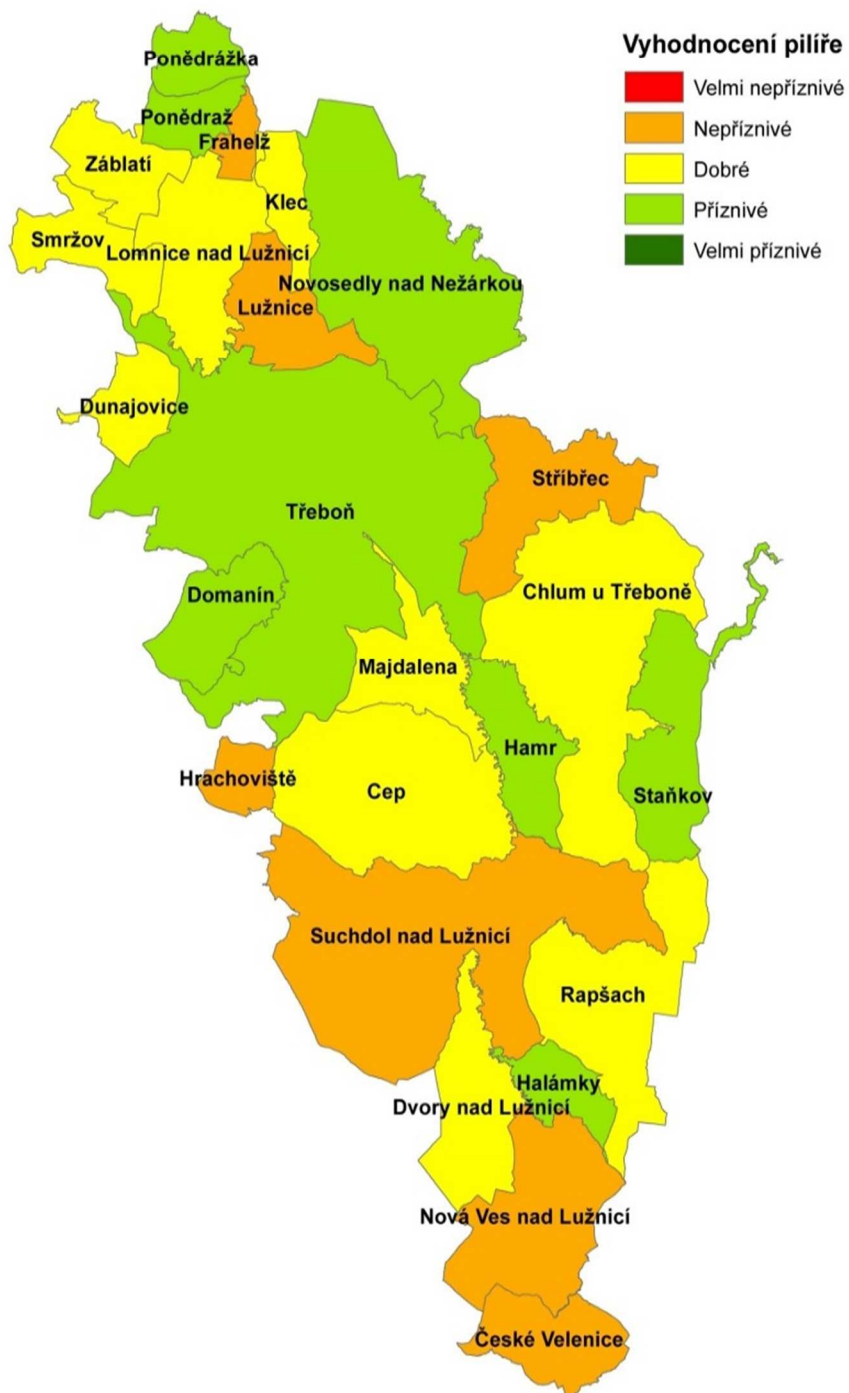 Vyhodnocení pilíře
Velmi nepříznivé
Nepříznivé
Dobré
Příznivé
Velmi příznivé
Ponědrážka
Ponědraž
Frahelž
Záblatí
Klec
Smržov
Lomnice nad Lužnicí
Novosedly nad Nežárkou
Lužnice
Dunajovice
Stříbřec
Třeboň
Chlum u Třeboně
Domanín
Majdalena
Hamr
Hrachoviště
Cep
Staňkov
Suchdol nad Lužnicí
Rapšach
Halámky
Dvory nad Lužnicí
Nová Ves nad Lužnicí
České Velenice